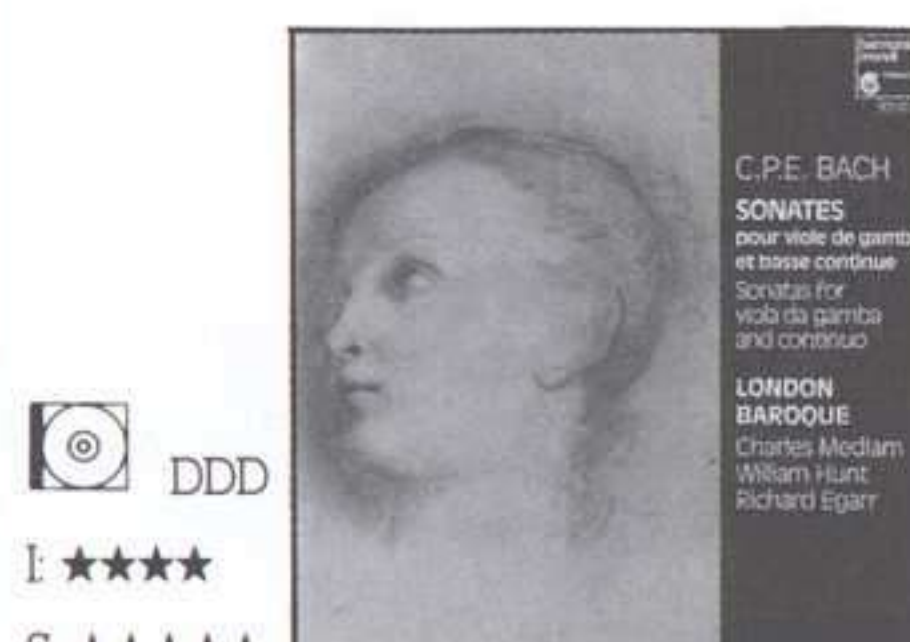 C.P.E. BACH
SONATES
pour viole de gamb
et basse continue
Sonatas for
viola da gamba
and continuo
LONDON
BAROQUE
Charles Medlam
William Hunt
Richard Egarr
DDD
I: ★★★★